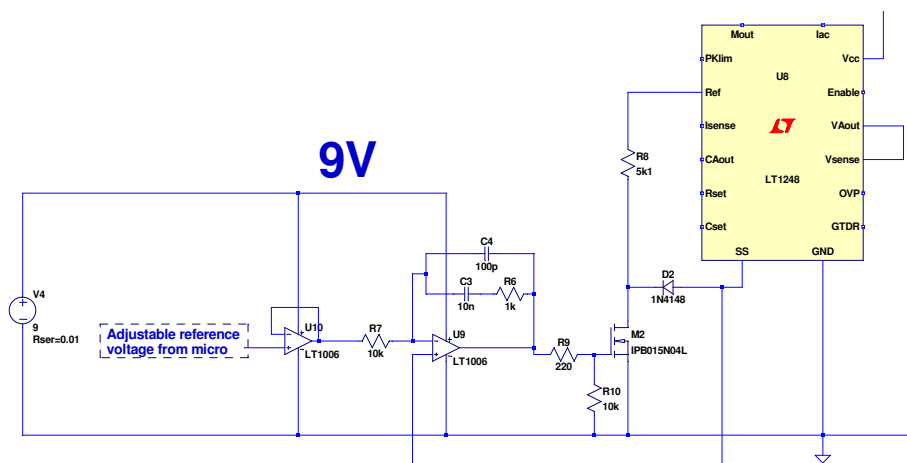 Mout Iac
PKlim Vcc
U8
Ref Enable
Isense VAout
CAout Vsense
LT1248
Rset OVP
Cset GTDR
SS GND
R8
5k1
9V
C4
100p
C3 R6
10n 1k
D2
1N4148
V4
9
Rser=0.01
Adjustable reference
voltage from micro
U10
LT1006
R7
10k
U9
LT1006
M2
IPB015N04L
R9
220
R10
10k